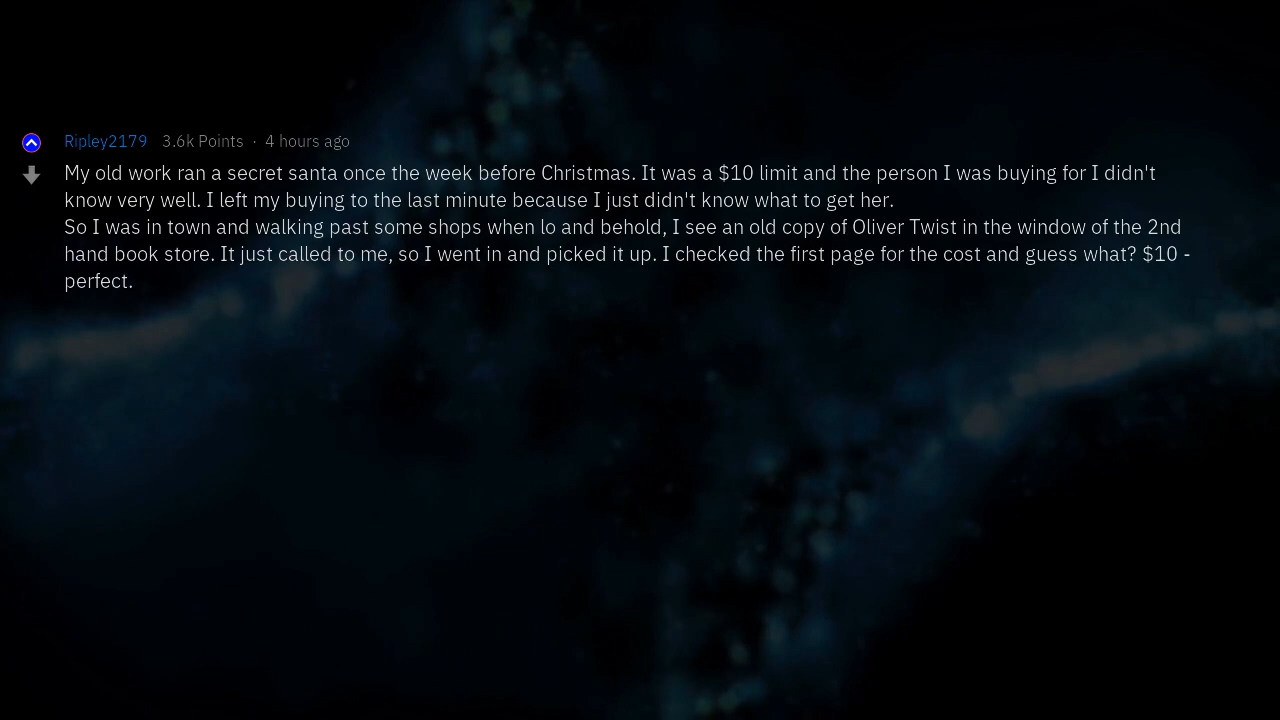 Ripley2179 3.6k Points · 4 hours ago
My old work ran a secret santa once the week before Christmas. It was a $10 limit and the person I was buying for I didn't
know very well. I left my buying to the last minute because I just didn't know what to get her.
So I was in town and walking past some shops when lo and behold, I see an old copy of Oliver Twist in the window of the 2nd
hand book store. It just called to me, so I went in and picked it up. I checked the first page for the cost and guess what? $10 -
perfect.